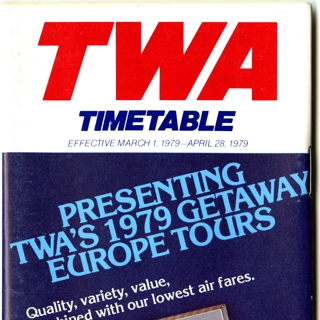 TWA
TIMETABLE
EFFECTIVE MARCH 1, 1979–APRIL 28, 1979
PRESENTING
TWA'S 1979 GETAWAY
EUROPE TOURS
Quality, variety, value,
with our lowest air fares.